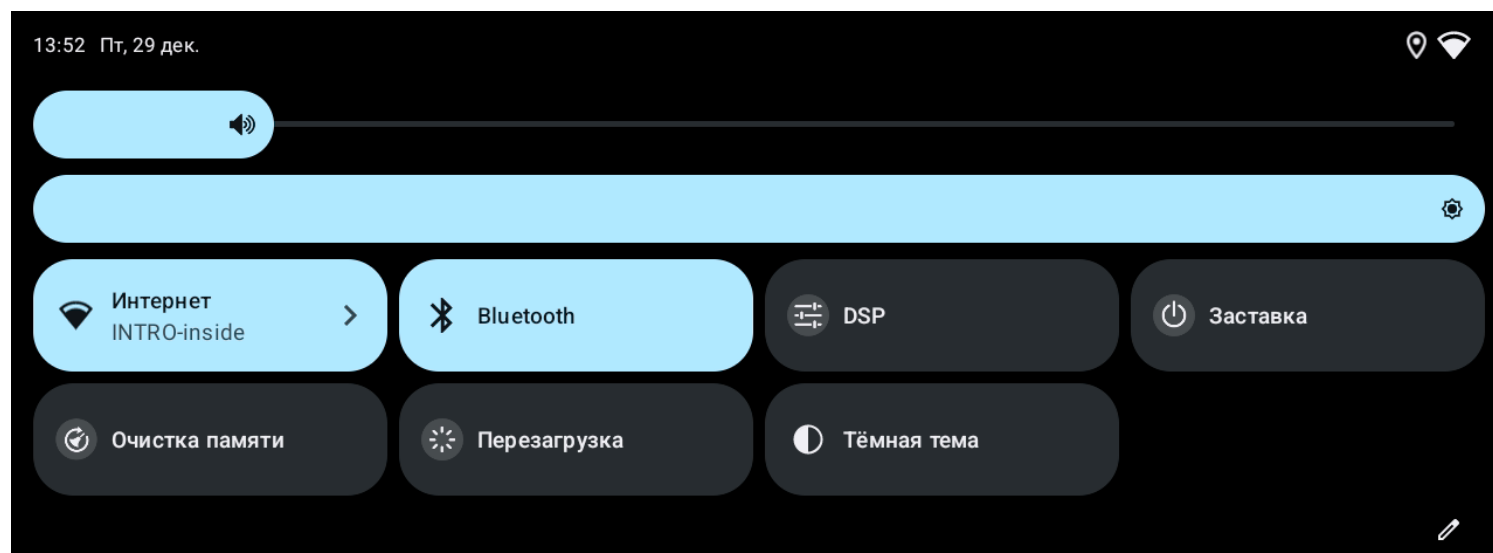 13:52 Пт, 29 дек.
Интернет
INTRO-inside
Bluetooth
DSP
Заставка
Очистка памяти
Перезагрузка
Тёмная тема